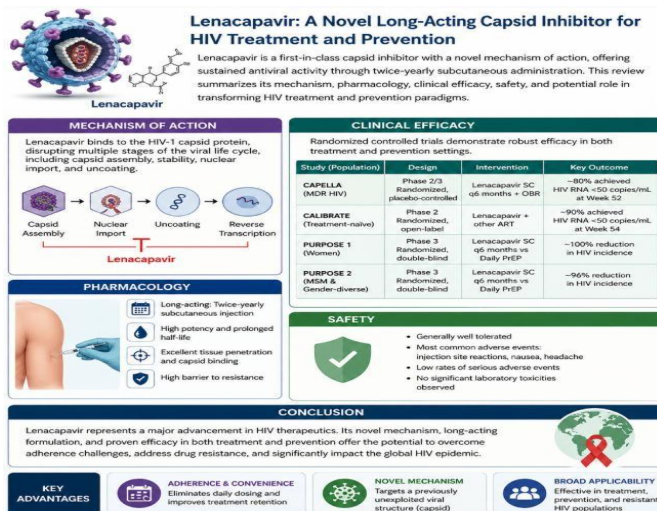 Lenacapavir: A Novel Long-Acting Capsid Inhibitor for
HIV Treatment and Prevention
Lenacapavir is a first-in-class capsid inhibitor with a novel mechanism of action, offering
sustained antiviral activity through twice-yearly subcutaneous administration. This review
summarizes its mechanism, pharmacology, clinical efficacy, safety, and potential role in
transforming HIV treatment and prevention paradigms.
Lenacapavir
MECHANISM OF ACTION
Lenacapavir binds to the HIV-1 capsid protein,
disrupting multiple stages of the viral life cycle,
including capsid assembly, stability, nuclear
import, and uncoating.
Capsid
Assembly
Nuclear
Import
Uncoating
Reverse
Transcription
Lenacapavir
PHARMACOLOGY
Long-acting: Twice-yearly
subcutaneous injection
High potency and prolonged
half-life
Excellent tissue penetration
and capsid binding
High barrier to resistance
CLINICAL EFFICACY
Randomized controlled trials demonstrate robust efficacy in both
treatment and prevention settings.
Study (Population) Design Intervention Key Outcome
CAPELLA
(MDR HIV)
Phase 2/3
Randomized,
placebo-controlled
Lenacapavir SC
q6 months + OBR
~80% achieved
HIV RNA <50 copies/mL
at Week 52
CALIBRATE
(Treatment-naïve)
Phase 2
Randomized,
open-label
Lenacapavir +
other ART
~90% achieved
HIV RNA <50 copies/mL
at Week 54
PURPOSE 1
(Women)
Phase 3
Randomized,
double-blind
Lenacapavir SC
q6 months vs
Daily PrEP
~100% reduction
in HIV incidence
PURPOSE 2
(MSM &
Gender-diverse)
Phase 3
Randomized,
double-blind
Lenacapavir SC
q6 months vs
Daily PrEP
~96% reduction
in HIV incidence
SAFETY
• Generally well tolerated
• Most common adverse events:
injection site reactions, nausea, headache
• Low rates of serious adverse events
• No significant laboratory toxicities
observed
CONCLUSION
Lenacapavir represents a major advancement in HIV therapeutics. Its novel mechanism, long-acting
formulation, and proven efficacy in both treatment and prevention offer the potential to overcome
adherence challenges, address drug resistance, and significantly impact the global HIV epidemic.
KEY
ADVANTAGES
ADHERENCE & CONVENIENCE
Eliminates daily dosing and
improves treatment retention
NOVEL MECHANISM
Targets a previously
unexploited viral
structure (capsid)
BROAD APPLICABILITY
Effective in treatment,
prevention, and resistant
HIV populations